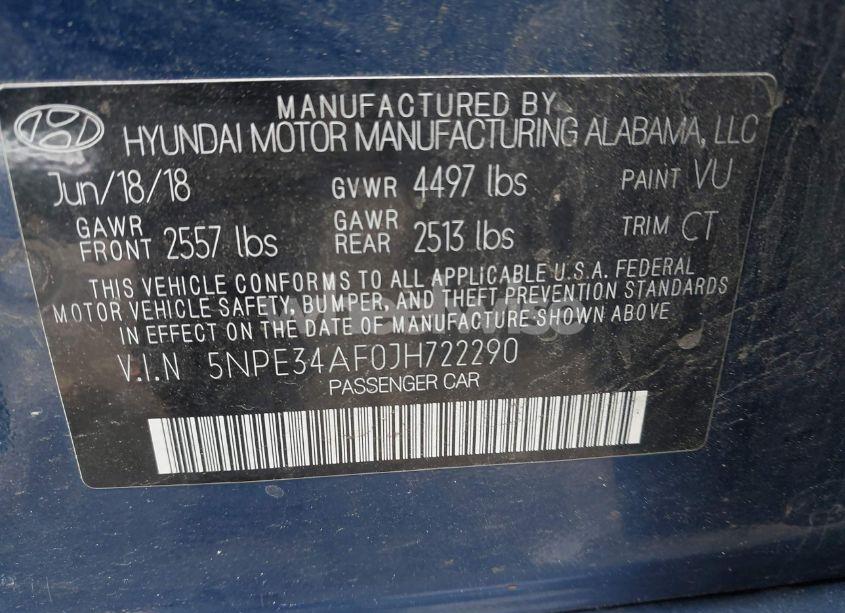 MANUFACTURED BY
HYUNDAI MOTOR MANUFACTURING ALABAMA, LLC
Jun/18/18 GVWR 4497 lbs PAINT VU
GAWR FRONT 2557 lbs GAWR REAR 2513 lbs TRIM CT
THIS VEHICLE CONFORMS TO ALL APPLICABLE U.S.A. FEDERAL
MOTOR VEHICLE SAFETY, BUMPER, AND THEFT PREVENTION STANDARDS
IN EFFECT ON THE DATE OF MANUFACTURE SHOWN ABOVE
V.I.N 5NPE34AF0JH722290
PASSENGER CAR